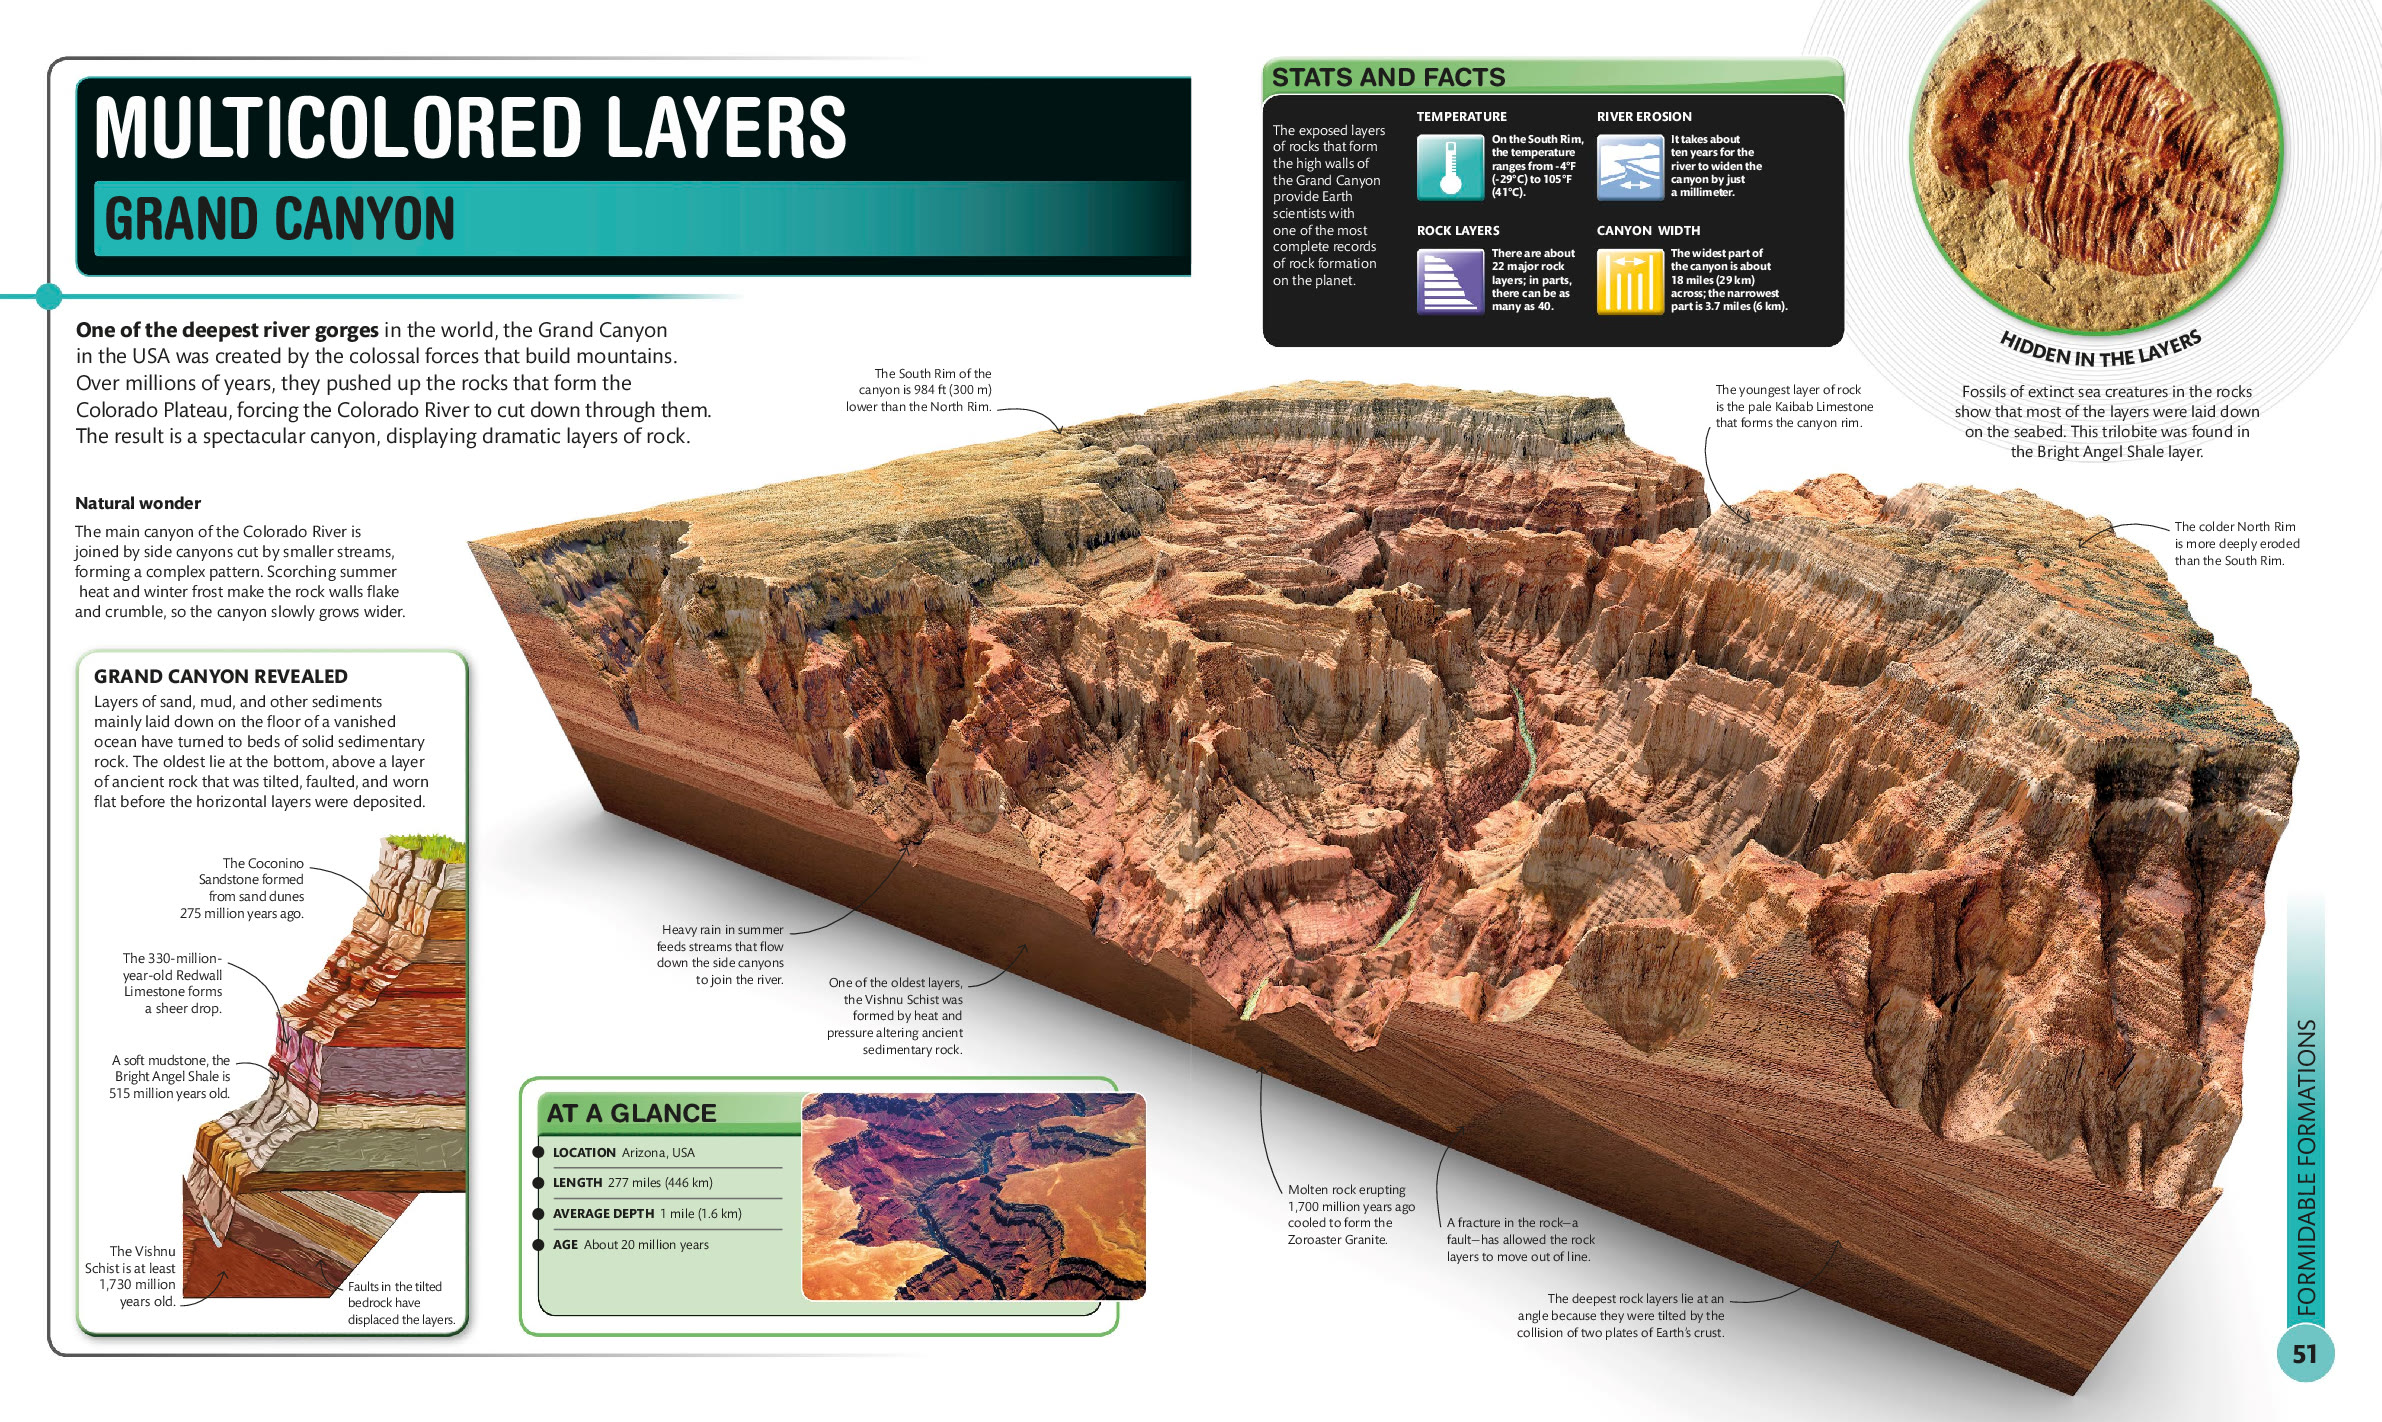 MULTICOLORED LAYERS
GRAND CANYON
One of the deepest river gorges in the world, the Grand Canyon
in the USA was created by the colossal forces that build mountains.
Over millions of years, they pushed up the rocks that form the
Colorado Plateau, forcing the Colorado River to cut down through them.
The result is a spectacular canyon, displaying dramatic layers of rock.
Natural wonder
The main canyon of the Colorado River is
joined by side canyons cut by smaller streams,
forming a complex pattern. Scorching summer
heat and winter frost make the rock walls flake
and crumble, so the canyon slowly grows wider.
GRAND CANYON REVEALED
Layers of sand, mud, and other sediments
mainly laid down on the floor of a vanished
ocean have turned to beds of solid sedimentary
rock. The oldest lie at the bottom, above a layer
of ancient rock that was tilted, faulted, and worn
flat before the horizontal layers were deposited.
The Coconino
Sandstone formed
from sand dunes
275 million years ago.
The 330-million-
year-old Redwall
Limestone forms
a sheer drop.
A soft mudstone, the
Bright Angel Shale is
515 million years old.
The Vishnu
Schist is at least
1,730 million
years old.
Faults in the tilted
bedrock have
displaced the layers.
STATS AND FACTS
The exposed layers
of rocks that form
the high walls of
the Grand Canyon
provide Earth
scientists with
one of the most
complete records
of rock formation
on the planet.
TEMPERATURE
On the South Rim,
the temperature
ranges from -4°F
(-29°C) to 105°F
(41°C).
RIVER EROSION
It takes about
ten years for the
river to widen the
canyon by just
a millimeter.
ROCK LAYERS
There are about
22 major rock
layers; in parts,
there can be as
many as 40.
CANYON WIDTH
The widest part of
the canyon is about
18 miles (29 km)
across; the narrowest
part is 3.7 miles (6 km).
HIDDEN IN THE LAYERS
Fossils of extinct sea creatures in the rocks
show that most of the layers were laid down
on the seabed. This trilobite was found in
the Bright Angel Shale layer.
The South Rim of the
canyon is 984 ft (300 m)
lower than the North Rim.
The youngest layer of rock
is the pale Kaibab Limestone
that forms the canyon rim.
The colder North Rim
is more deeply eroded
than the South Rim.
Heavy rain in summer
feeds streams that flow
down the side canyons
to join the river.
One of the oldest layers,
the Vishnu Schist was
formed by heat and
pressure altering ancient
sedimentary rock.
AT A GLANCE
LOCATION Arizona, USA
LENGTH 277 miles (446 km)
AVERAGE DEPTH 1 mile (1.6 km)
AGE About 20 million years
Molten rock erupting
1,700 million years ago
cooled to form the
Zoroaster Granite.
A fracture in the rock—a
fault—has allowed the rock
layers to move out of line.
The deepest rock layers lie at an
angle because they were tilted by the
collision of two plates of Earth's crust.
FORMIDABLE FORMATIONS
51